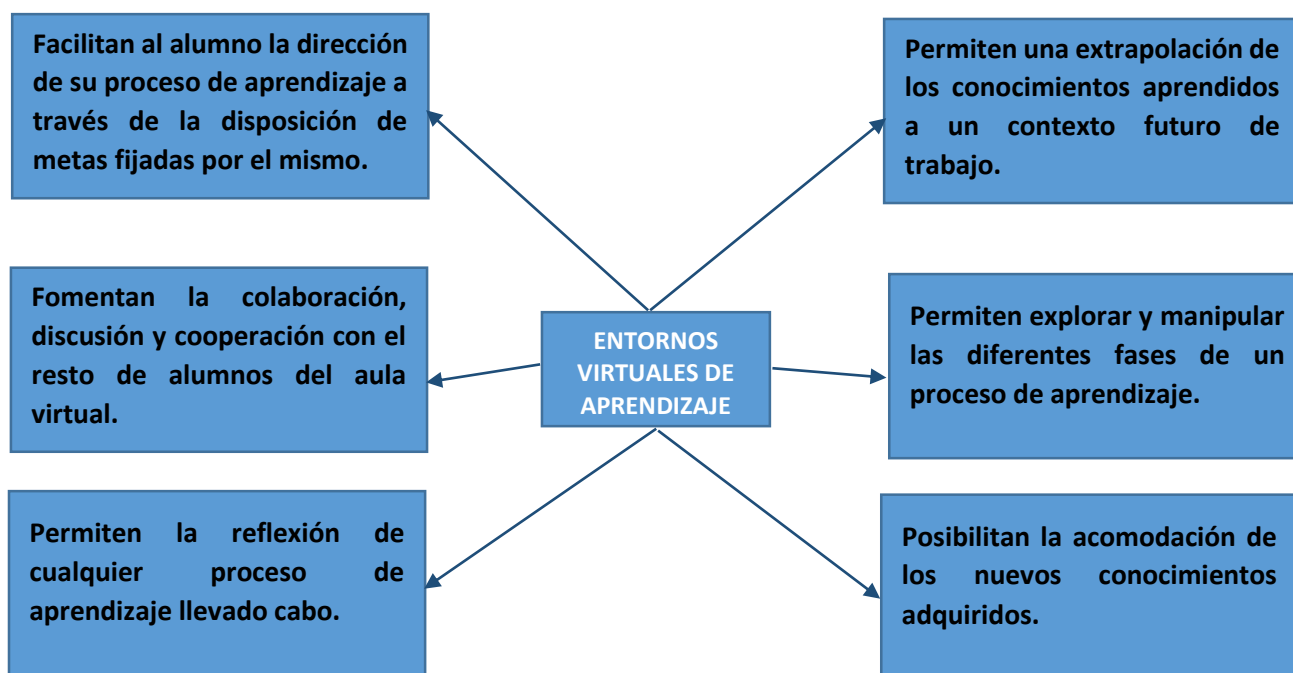 Facilitan al alumno la dirección
de su proceso de aprendizaje a
través de la disposición de
metas fijadas por el mismo.
Permiten una extrapolación de
los conocimientos aprendidos
a un contexto futuro de
trabajo.
Fomentan la colaboración,
discusión y cooperación con el
resto de alumnos del aula
virtual.
ENTORNOS
VIRTUALES DE
APRENDIZAJE
Permiten explorar y manipular
las diferentes fases de un
proceso de aprendizaje.
Permiten la reflexión de
cualquier proceso de
aprendizaje llevado cabo.
Posibilitan la acomodación de
los nuevos conocimientos
adquiridos.